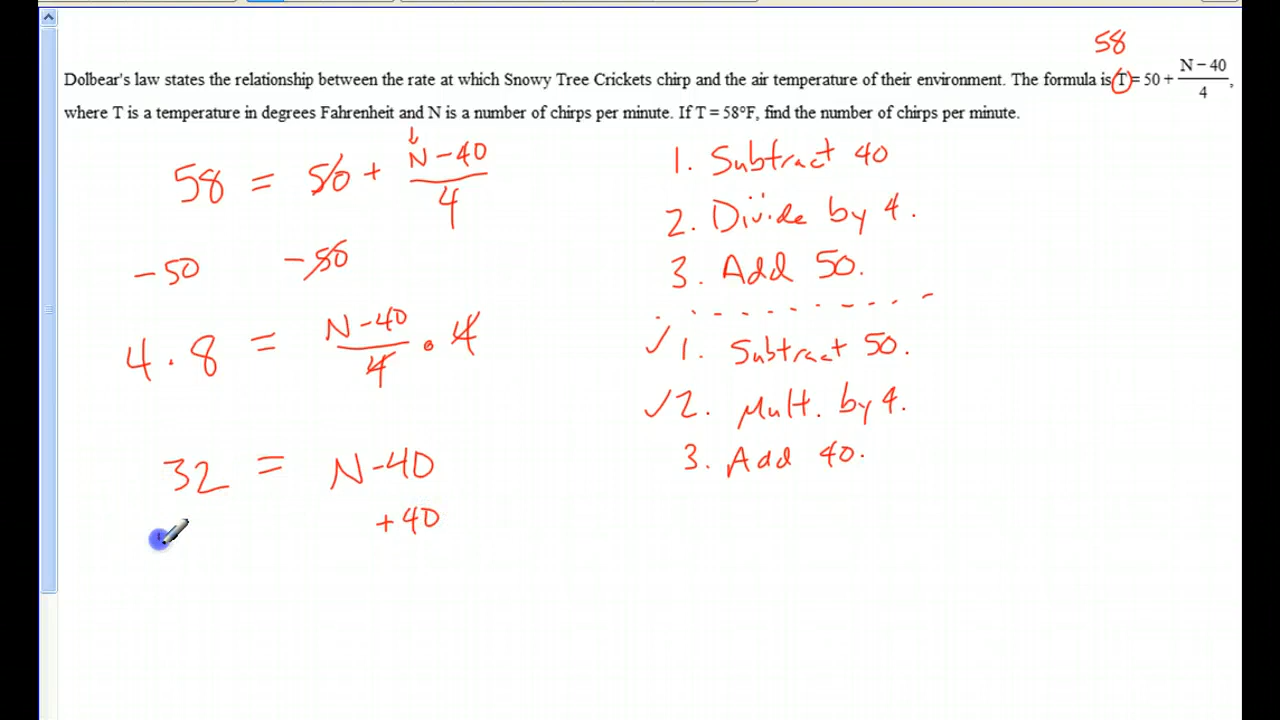 58
Dolbear's law states the relationship between the rate at which Snowy Tree Crickets chirp and the air temperature of their environment. The formula is T = 50 + (N − 40)/4,
where T is a temperature in degrees Fahrenheit and N is a number of chirps per minute. If T = 58°F, find the number of chirps per minute.
58 = 50 + (N − 40)/4
− 50 − 50
4 · 8 = (N − 40)/4 · 4
32 = N − 40
+ 40
1. Subtract 40
2. Divide by 4.
3. Add 50.
1. Subtract 50.
2. Mult. by 4.
3. Add 40.